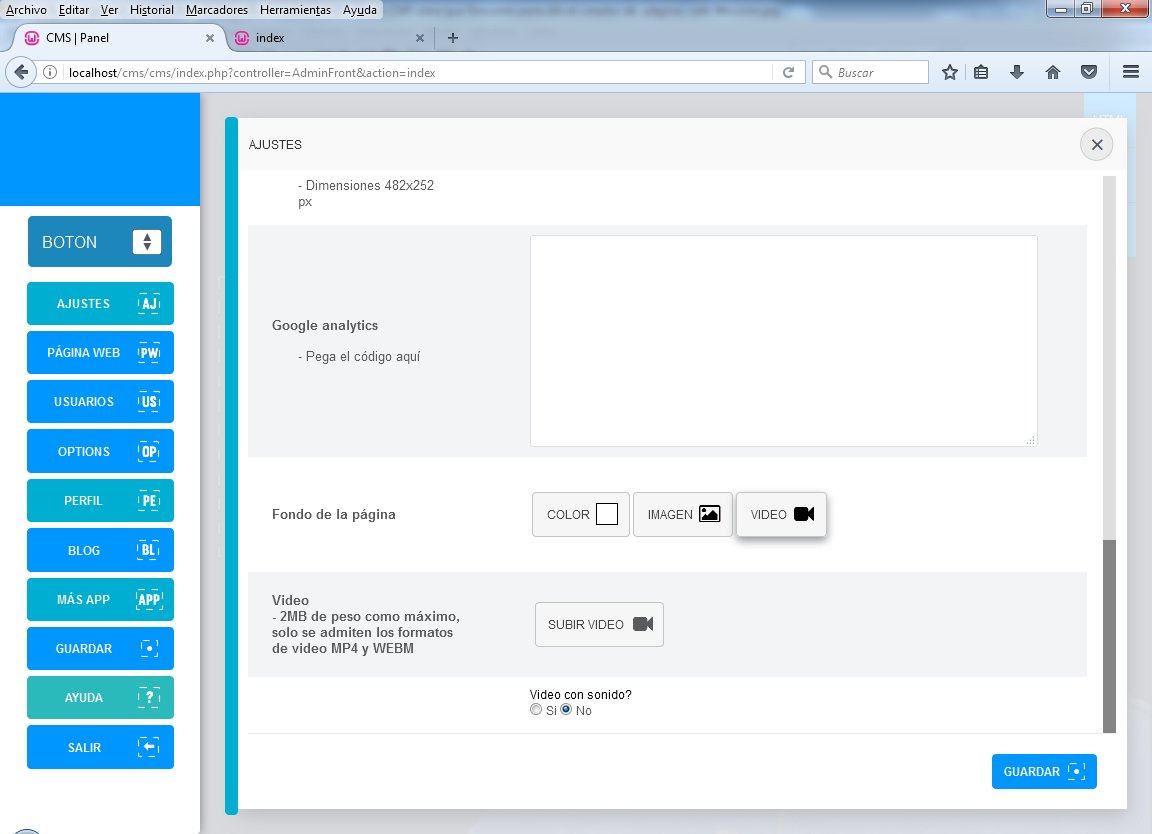 Archivo Editar Ver Historial Marcadores Herramientas Ayuda
CMS | Panel
index
localhost/cms/cms/index.php?controller=AdminFront&action=index
Buscar
AJUSTES
- Dimensiones 482x252
px
BOTON
AJUSTES AJ
PÁGINA WEB PW
USUARIOS US
OPTIONS OP
PERFIL PE
BLOG BL
MÁS APP APP
GUARDAR
AYUDA ?
SALIR
Google analytics
- Pega el código aquí
Fondo de la página
COLOR
IMAGEN
VIDEO
Video
- 2MB de peso como máximo,
solo se admiten los formatos
de video MP4 y WEBM
SUBIR VIDEO
Video con sonido?
Si No
GUARDAR